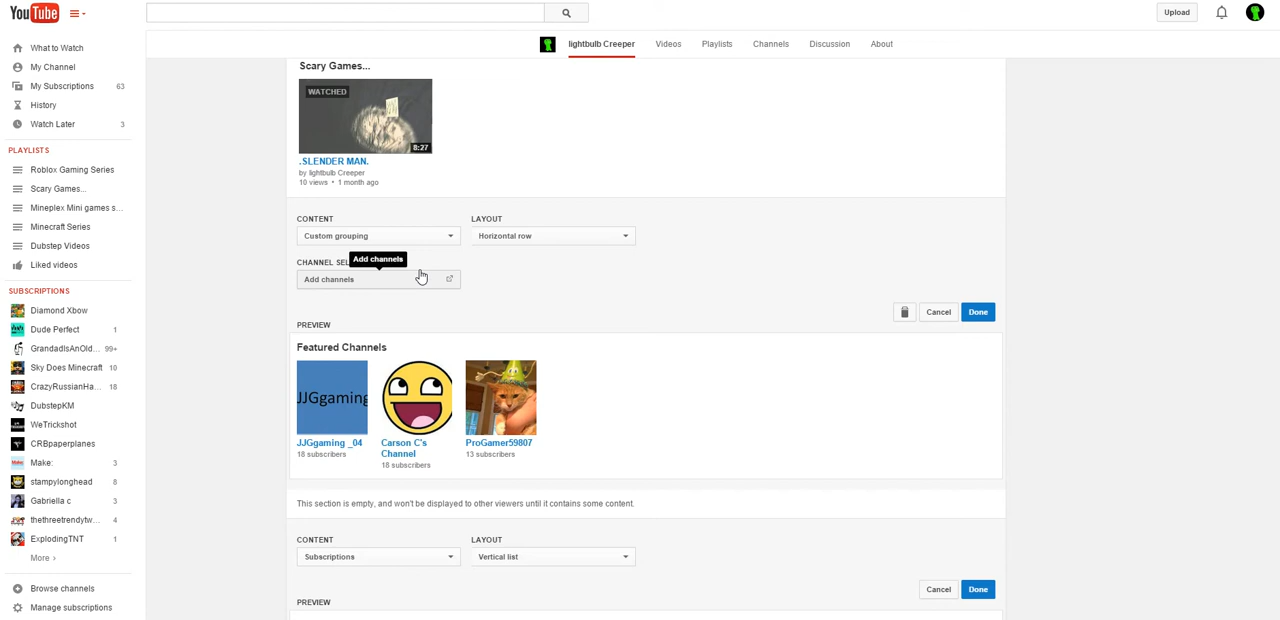 YouTube
Upload
What to Watch
My Channel
My Subscriptions 63
History
Watch Later 3
PLAYLISTS
Roblox Gaming Series
Scary Games...
Mineplex Mini games s...
Minecraft Series
Dubstep Videos
Liked videos
SUBSCRIPTIONS
Diamond Xbow
Dude Perfect 1
GrandadIsAnOld... 99+
Sky Does Minecraft 10
CrazyRussianHa... 18
DubstepKM
WeTrickshot
CRBpaperplanes
Make: 3
stampylonghead 8
Gabriella c 3
thethreetrendytw... 4
ExplodingTNT 1
More ›
Browse channels
Manage subscriptions
lightbulb Creeper Videos Playlists Channels Discussion About
Scary Games...
WATCHED
8:27
.SLENDER MAN.
by lightbulb Creeper
10 views • 1 month ago
CONTENT LAYOUT
Custom grouping Horizontal row
CHANNEL SEL
Add channels
Add channels
Cancel Done
PREVIEW
Featured Channels
JJGgaming
JJGgaming _04
18 subscribers
Carson C's
Channel
18 subscribers
ProGamer59807
13 subscribers
This section is empty, and won't be displayed to other viewers until it contains some content.
CONTENT LAYOUT
Subscriptions Vertical list
Cancel Done
PREVIEW